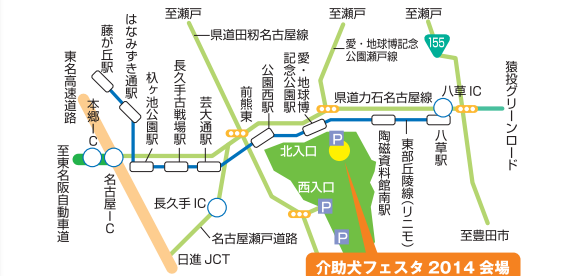 至瀬戸
至瀬戸
至瀬戸
県道田籾名古屋線
愛・地球博記念
公園瀬戸線
155
はなみずき通駅
藤が丘駅
東名高速道路
本郷IC
杁ヶ池公園駅
長久手古戦場駅
芸大通駅
前熊東
公園西駅
愛・地球博
記念公園駅
県道力石名古屋線
八草IC
猿投グリーンロード
八草駅
東部丘陵線(リニモ)
陶磁資料館南駅
P
北入口
西入口
P
P
至東名阪自動車道
名古屋IC
長久手IC
名古屋瀬戸道路
日進JCT
至豊田市
介助犬フェスタ2014会場